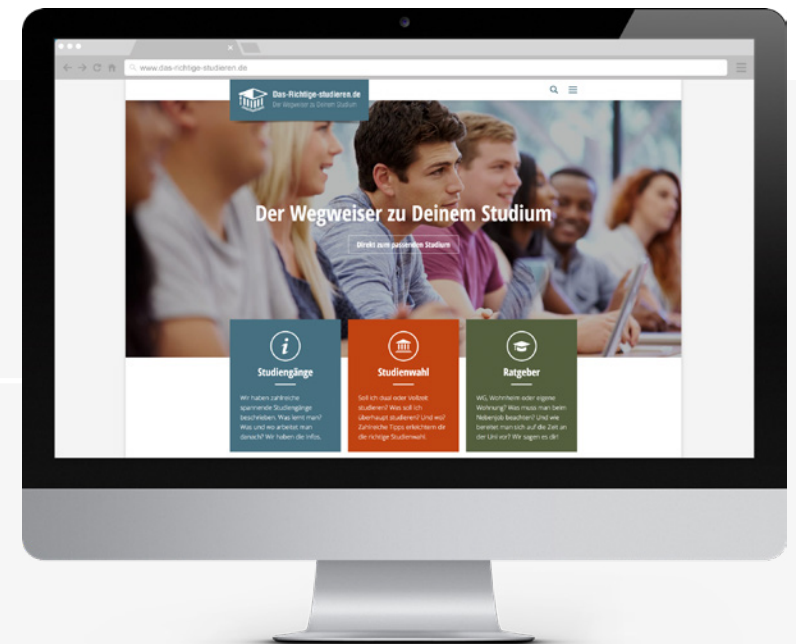 www.das-richtige-studieren.de
Das-Richtige-studieren.de
Der Wegweiser zu Deinem Studium
Der Wegweiser zu Deinem Studium
Direkt zum passenden Studium
i
Studiengänge
Wir haben zahlreiche
spannende Studiengänge
beschrieben. Was lernt man?
Was und wo arbeitet man
danach? Wir haben die Infos.
Studienwahl
Soll ich dual oder Vollzeit
studieren? Was soll ich
überhaupt studieren? Und wo?
Zahlreiche Tipps erleichtern dir
die richtige Studienwahl.
Ratgeber
WG, Wohnheim oder eigene
Wohnung? Was muss man beim
Nebenjob beachten? Und wie
bereitet man sich auf die Zeit an
der Uni vor? Wir sagen es dir!